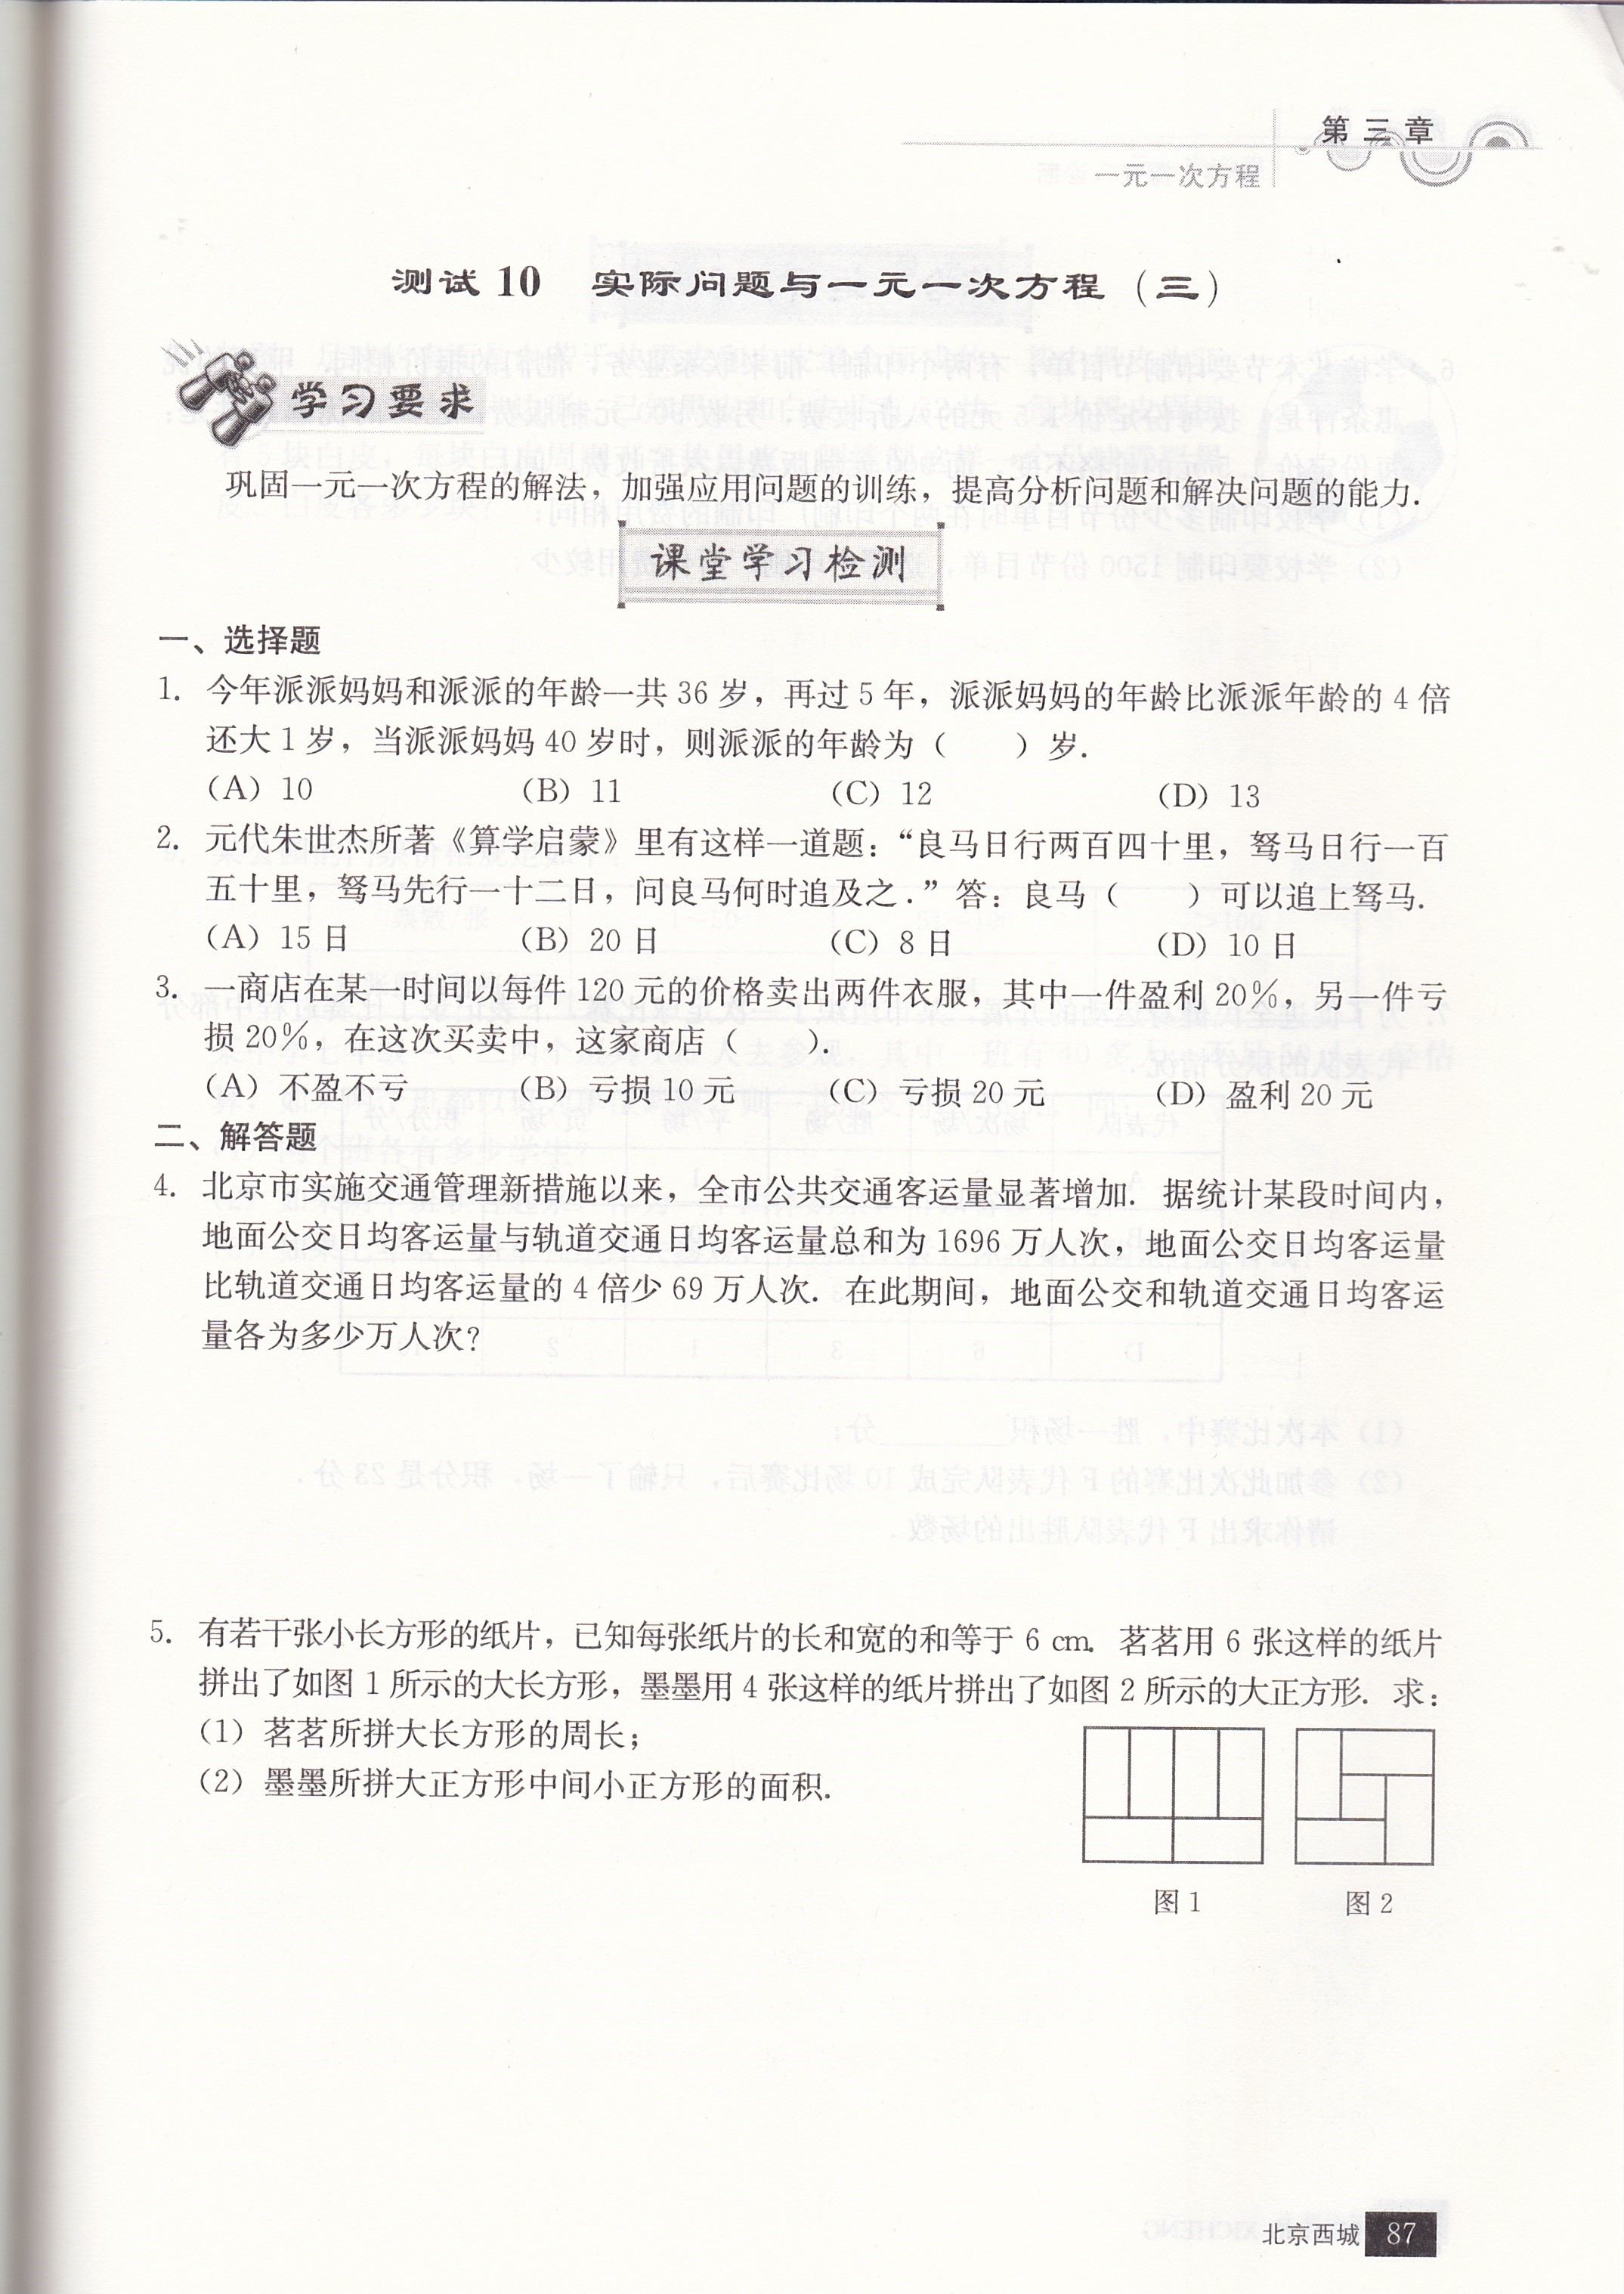 第三章
一元一次方程
测试 10 实际问题与一元一次方程(三)
学习要求
巩固一元一次方程的解法，加强应用问题的训练，提高分析问题和解决问题的能力.
课堂学习检测
一、选择题
1. 今年派派妈妈和派派的年龄一共 36 岁，再过 5 年，派派妈妈的年龄比派派年龄的 4 倍
还大 1 岁，当派派妈妈 40 岁时，则派派的年龄为（ ）岁.
（A）10 （B）11 （C）12 （D）13
2. 元代朱世杰所著《算学启蒙》里有这样一道题：“良马日行两百四十里，驽马日行一百
五十里，驽马先行一十二日，问良马何时追及之.”答：良马（ ）可以追上驽马.
（A）15 日 （B）20 日 （C）8 日 （D）10 日
3. 一商店在某一时间以每件 120 元的价格卖出两件衣服，其中一件盈利 20%，另一件亏
损 20%，在这次买卖中，这家商店（ ）.
（A）不盈不亏 （B）亏损 10 元 （C）亏损 20 元 （D）盈利 20 元
二、解答题
4. 北京市实施交通管理新措施以来，全市公共交通客运量显著增加. 据统计某段时间内，
地面公交日均客运量与轨道交通日均客运量总和为 1696 万人次，地面公交日均客运量
比轨道交通日均客运量的 4 倍少 69 万人次. 在此期间，地面公交和轨道交通日均客运
量各为多少万人次？
5. 有若干张小长方形的纸片，已知每张纸片的长和宽的和等于 6 cm. 茗茗用 6 张这样的纸片
拼出了如图 1 所示的大长方形，墨墨用 4 张这样的纸片拼出了如图 2 所示的大正方形. 求：
（1）茗茗所拼大长方形的周长；
（2）墨墨所拼大正方形中间小正方形的面积.
图 1 图 2
北京西城 87